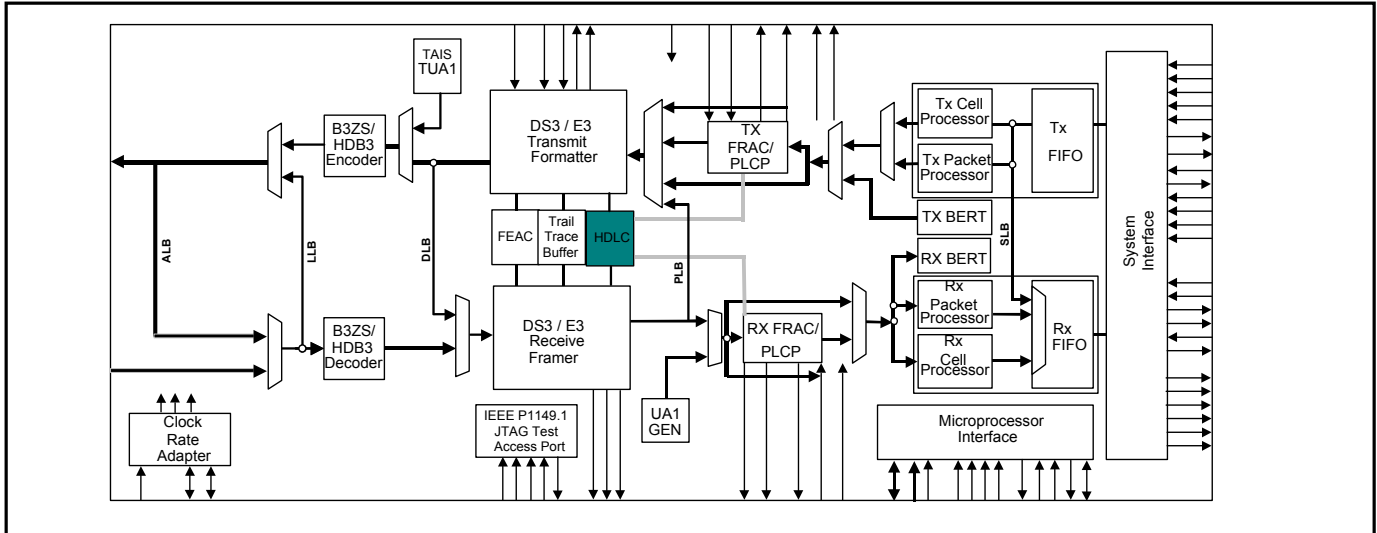 TAIS
TUA1
B3ZS/
HDB3
Encoder
DS3 / E3
Transmit
Formatter
TX
FRAC/
PLCP
Tx Cell
Processor
Tx Packet
Processor
Tx
FIFO
System
Interface
FEAC
Trail
Trace
Buffer
HDLC
TX BERT
RX BERT
ALB
LLB
DLB
PLB
SLB
B3ZS/
HDB3
Decoder
DS3 / E3
Receive
Framer
RX FRAC/
PLCP
Rx
Packet
Processor
Rx
Cell
Processor
Rx
FIFO
Clock
Rate
Adapter
IEEE P1149.1
JTAG Test
Access Port
UA1
GEN
Microprocessor
Interface